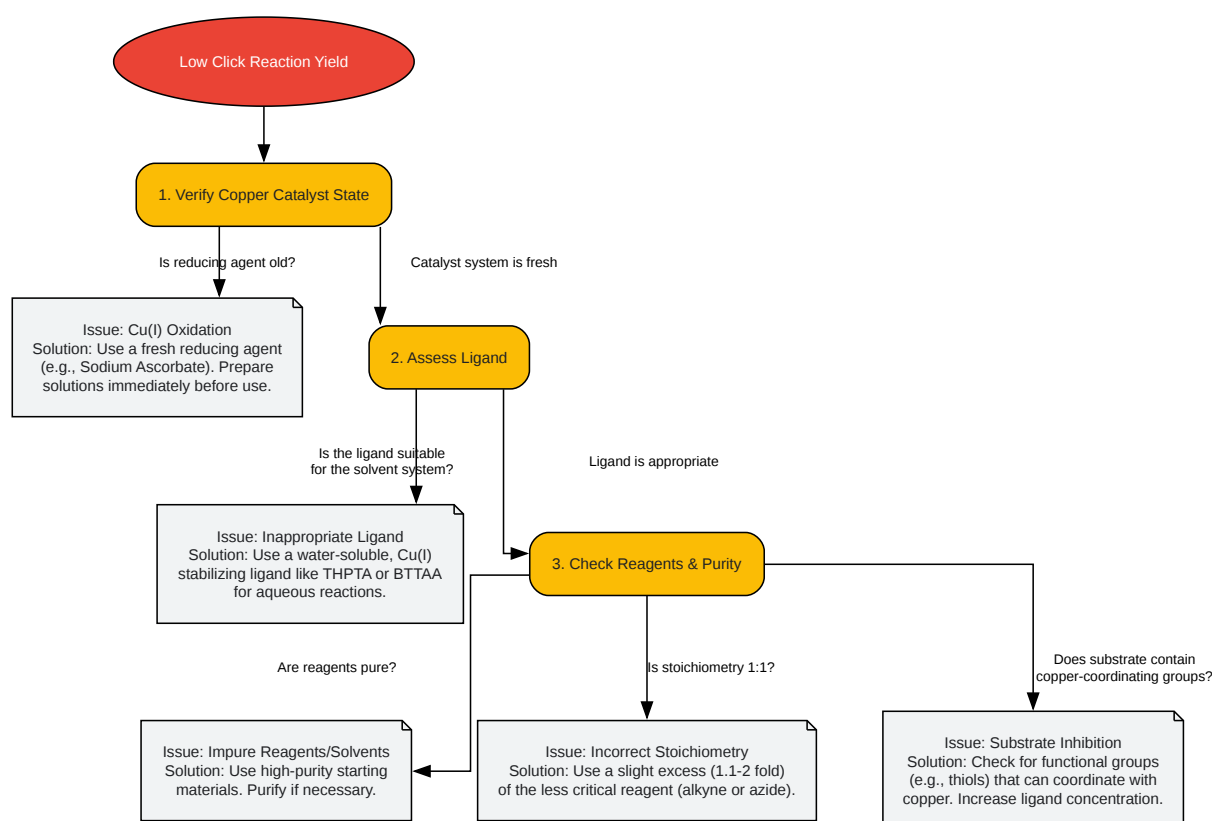 Low Click Reaction Yield
1. Verify Copper Catalyst State
Is reducing agent old?
Catalyst system is fresh
Issue: Cu(I) Oxidation
Solution: Use a fresh reducing agent
(e.g., Sodium Ascorbate). Prepare
solutions immediately before use.
2. Assess Ligand
Is the ligand suitable
for the solvent system?
Ligand is appropriate
Issue: Inappropriate Ligand
Solution: Use a water-soluble, Cu(I)
stabilizing ligand like THPTA or BTTAA
for aqueous reactions.
3. Check Reagents & Purity
Are reagents pure?
Is stoichiometry 1:1?
Does substrate contain
copper-coordinating groups?
Issue: Impure Reagents/Solvents
Solution: Use high-purity starting
materials. Purify if necessary.
Issue: Incorrect Stoichiometry
Solution: Use a slight excess (1.1-2 fold)
of the less critical reagent (alkyne or azide).
Issue: Substrate Inhibition
Solution: Check for functional groups
(e.g., thiols) that can coordinate with
copper. Increase ligand concentration.